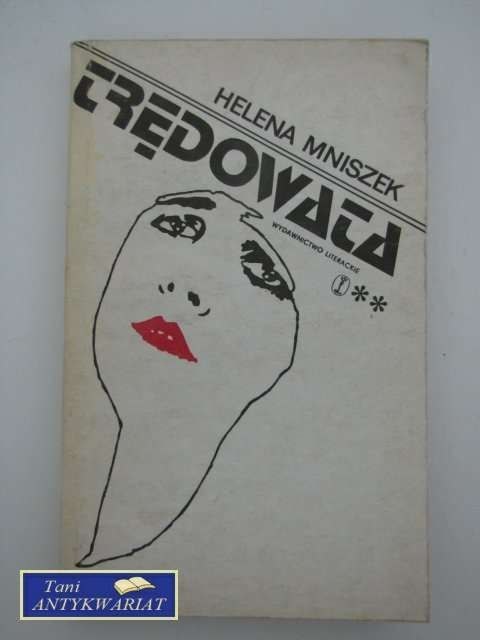 HELENA MNISZEK
TRĘDOWATA
WYDAWNICTWO LITERACKIE
**
Tani
ANTYKWARIAT